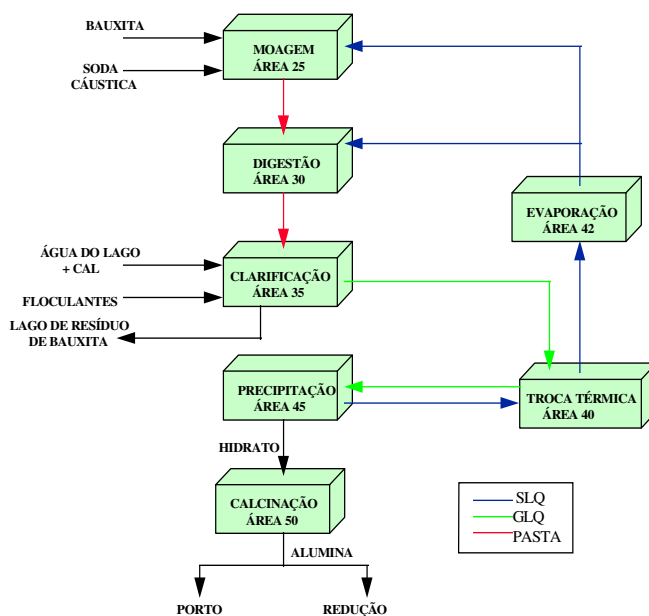 BAUXITA
MOAGEM
ÁREA 25
SODA
CÁUSTICA
DIGESTÃO
ÁREA 30
EVAPORAÇÃO
ÁREA 42
ÁGUA DO LAGO
+ CAL
CLARIFICAÇÃO
ÁREA 35
FLOCULANTES
LAGO DE RESÍDUO
DE BAUXITA
PRECIPITAÇÃO
ÁREA 45
TROCA TÉRMICA
ÁREA 40
HIDRATO
CALCINAÇÃO
ÁREA 50
SLQ
GLQ
PASTA
ALUMINA
PORTO
REDUÇÃO